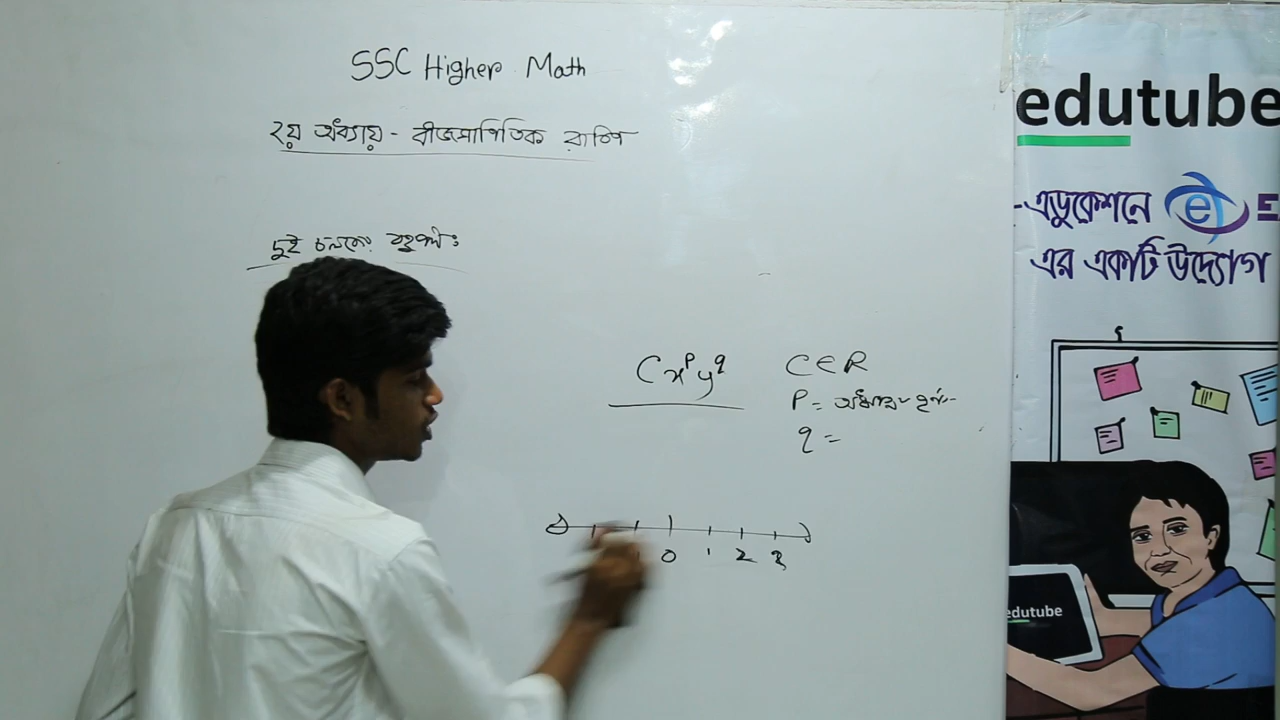 SSC Higher Math
২য় অধ্যায় - বীজগাণিতিক রাশি
দুই চলকের বহুপদীঃ
Cx^p y^q
C∈R
P = অঋণাত্মক পূর্ণ-
q =
0 1 2 3
edutube
-এডুকেশনে e E
এর একটি উদ্যোগ
edutube